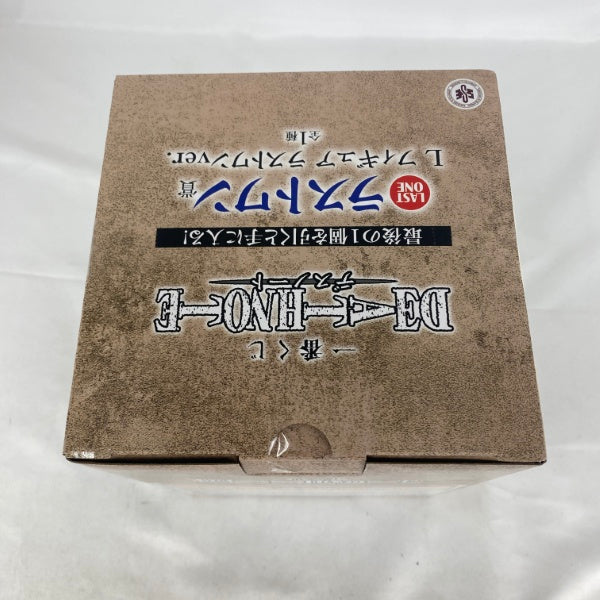 一番くじ
DEATHNOTE
デスノート
最後の1個を引くと手に入る!
LAST ONE
ラストワン賞
L フィギュア ラストワンver.
全1種